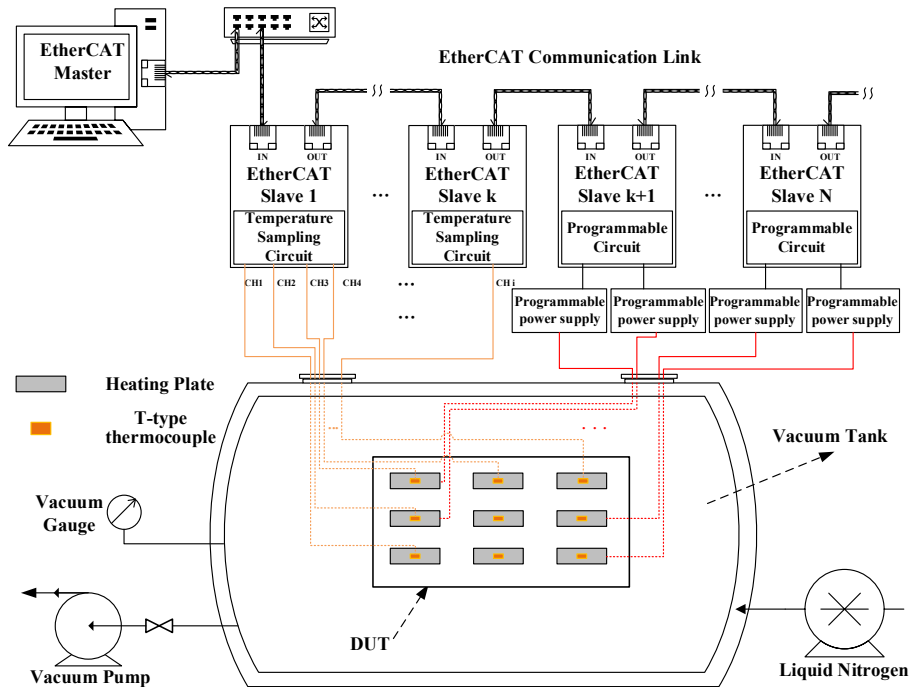 EtherCAT
Master
EtherCAT Communication Link
IN
OUT
EtherCAT
Slave 1
Temperature
Sampling
Circuit
...
IN
OUT
EtherCAT
Slave k
Temperature
Sampling
Circuit
IN
OUT
EtherCAT
Slave k+1
Programmable
Circuit
...
IN
OUT
EtherCAT
Slave N
Programmable
Circuit
CH1
CH2
CH3
CH4
...
CH i
...
Programmable
power supply
Programmable
power supply
Programmable
power supply
Programmable
power supply
Heating Plate
T-type
thermocouple
...
...
Vacuum Tank
Vacuum
Gauge
DUT
Vacuum Pump
Liquid Nitrogen